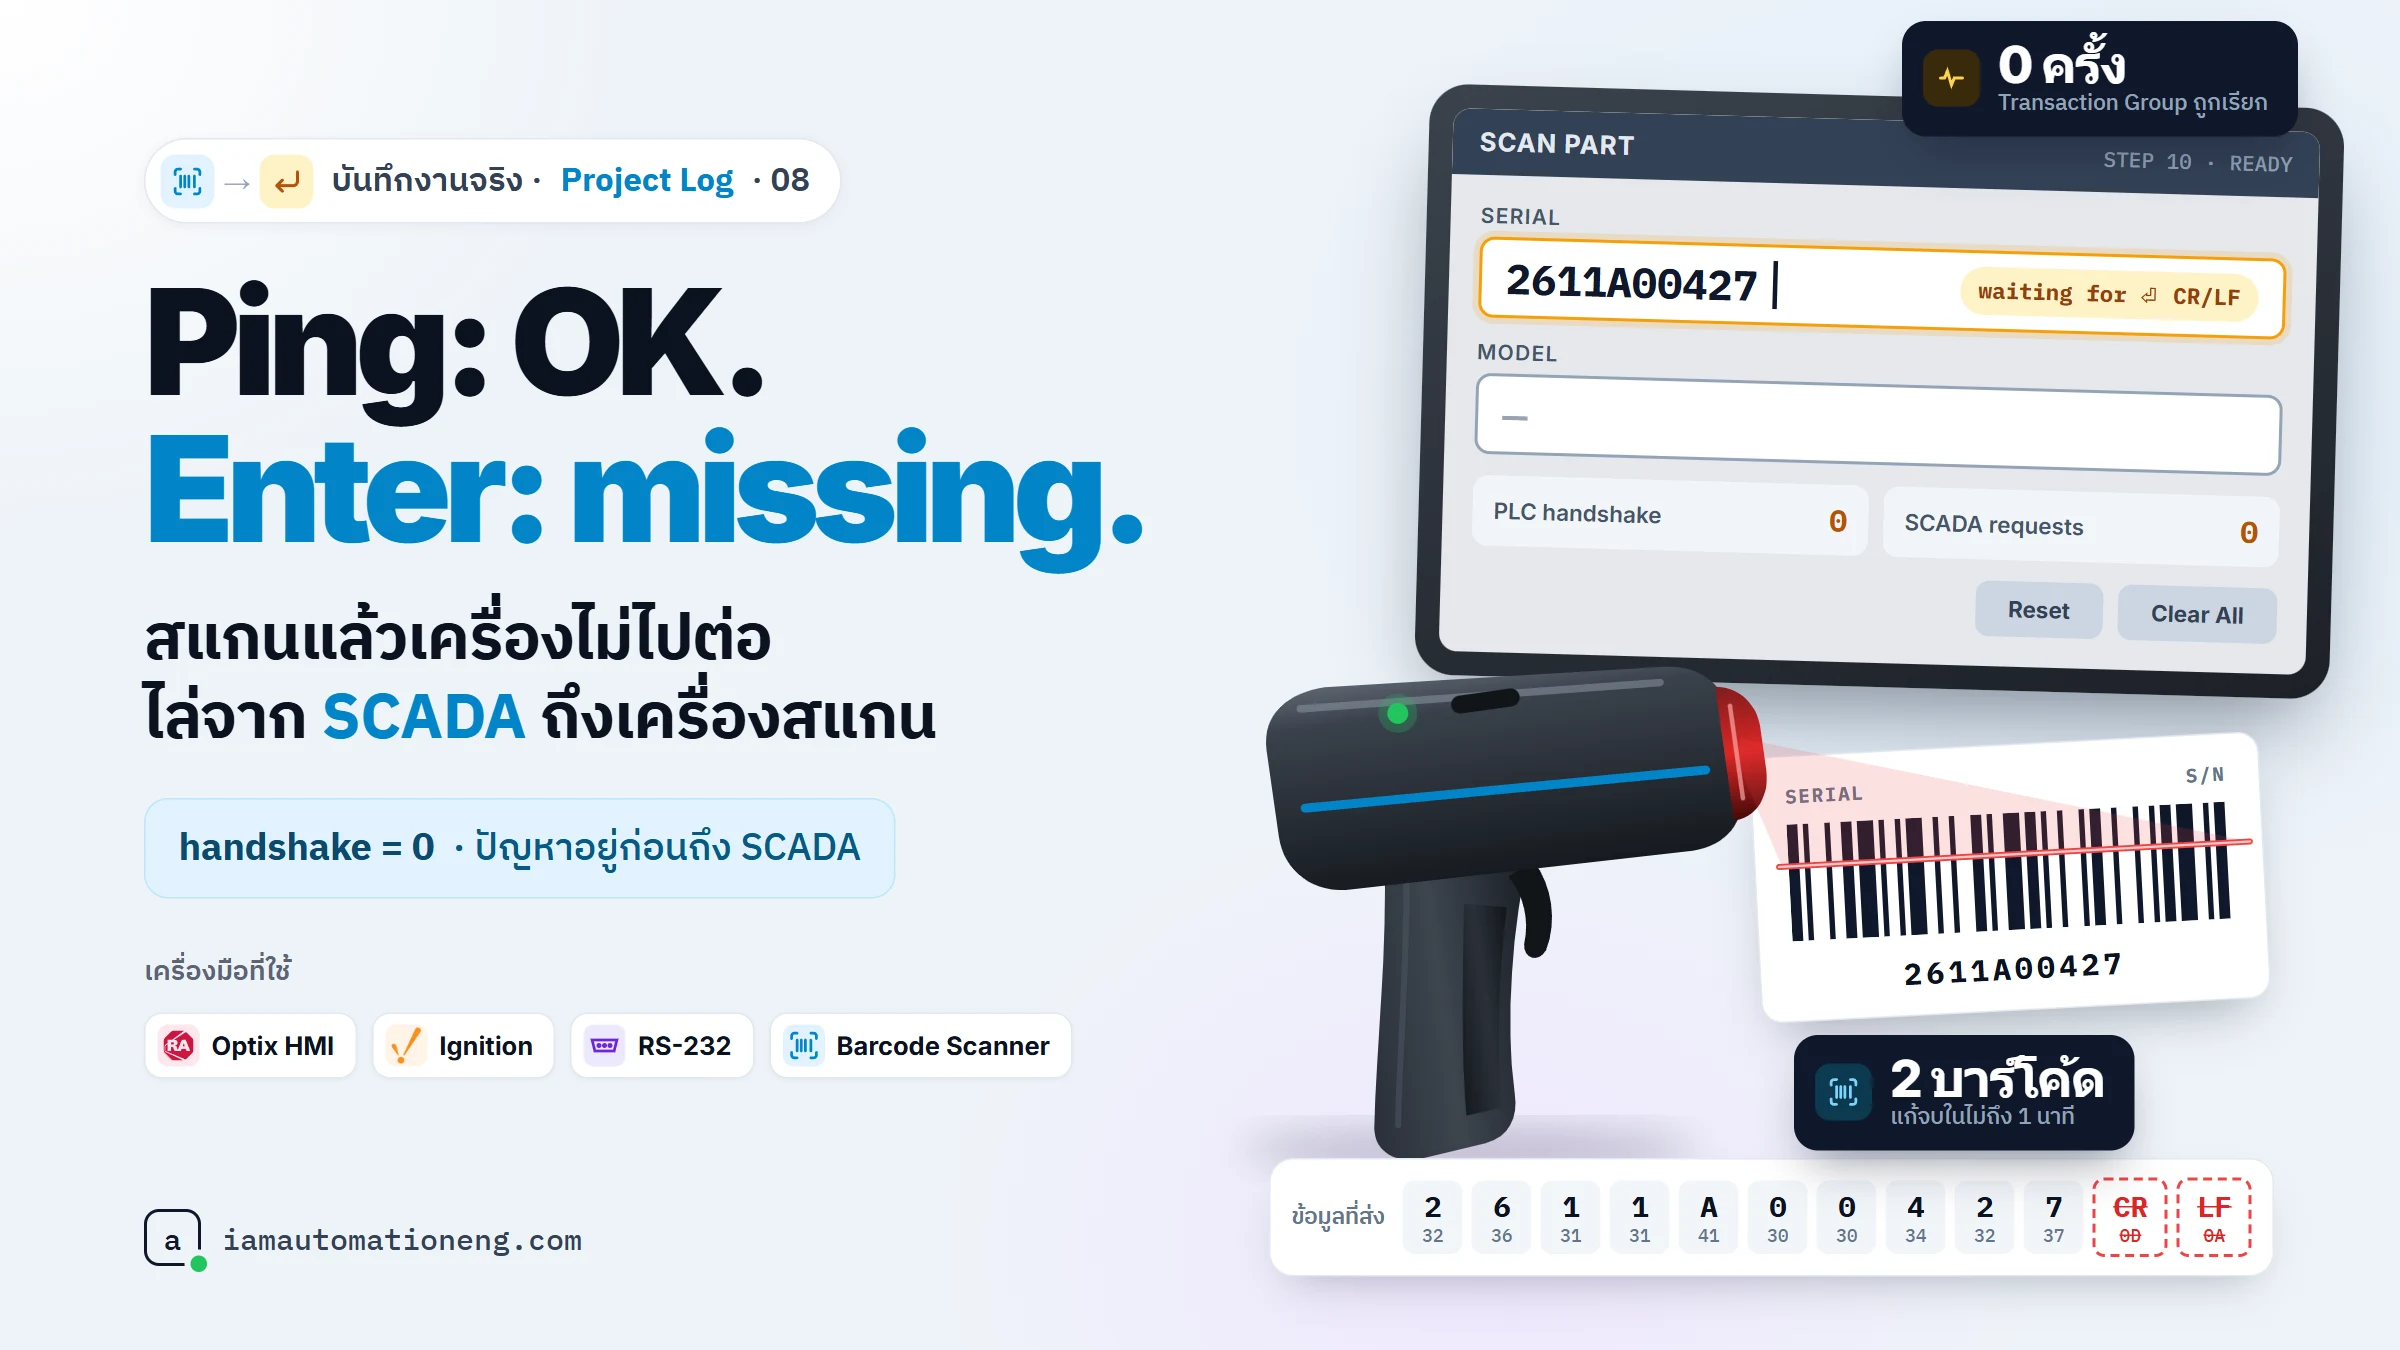 บันทึกงานจริง · Project Log · 08
Ping: OK.
Enter: missing.
สแกนแล้วเครื่องไม่ไปต่อ
ไล่จาก SCADA ถึงเครื่องสแกน
handshake = 0 · ปัญหาอยู่ก่อนถึง SCADA
เครื่องมือที่ใช้
RA Optix HMI
Ignition
RS-232
Barcode Scanner
a iamautomationeng.com
0 ครั้ง
Transaction Group ถูกเรียก
SCAN PART
STEP 10 · READY
SERIAL
2611A00427
waiting for ⏎ CR/LF
MODEL
—
PLC handshake 0
SCADA requests 0
Reset
Clear All
SERIAL
S/N
2611A00427
2 บาร์โค้ด
แก้จบในไม่ถึง 1 นาที
ข้อมูลที่ส่ง
2 6 1 1 A 0 0 4 2 7 CR LF
32 36 31 31 41 30 30 34 32 37 0D 0A